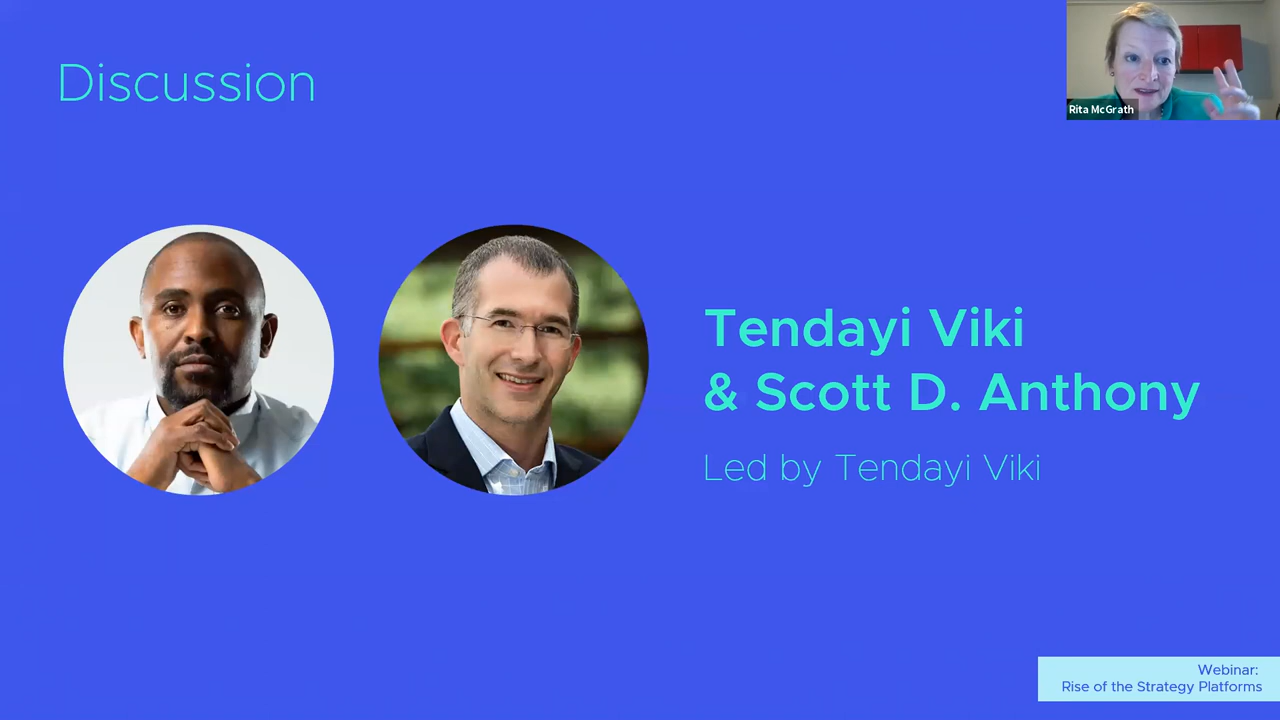 Discussion
Rita McGrath
Tendayi Viki
& Scott D. Anthony
Led by Tendayi Viki
Webinar:
Rise of the Strategy Platforms